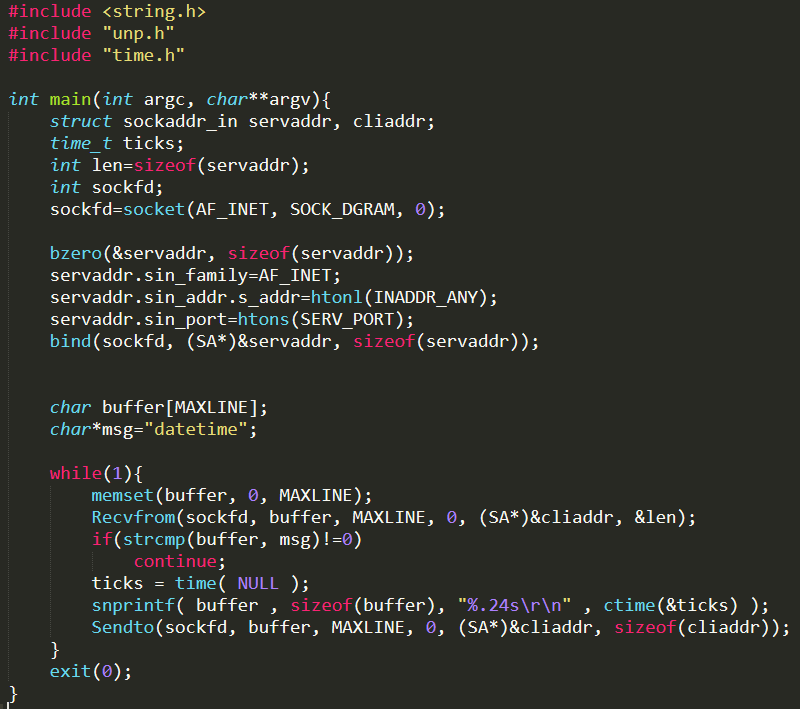 #include <string.h>
#include "unp.h"
#include "time.h"

int main(int argc, char**argv){
    struct sockaddr_in servaddr, cliaddr;
    time_t ticks;
    int len=sizeof(servaddr);
    int sockfd;
    sockfd=socket(AF_INET, SOCK_DGRAM, 0);

    bzero(&servaddr, sizeof(servaddr));
    servaddr.sin_family=AF_INET;
    servaddr.sin_addr.s_addr=htonl(INADDR_ANY);
    servaddr.sin_port=htons(SERV_PORT);
    bind(sockfd, (SA*)&servaddr, sizeof(servaddr));


    char buffer[MAXLINE];
    char*msg="datetime";

    while(1){
        memset(buffer, 0, MAXLINE);
        Recvfrom(sockfd, buffer, MAXLINE, 0, (SA*)&cliaddr, &len);
        if(strcmp(buffer, msg)!=0)
            continue;
        ticks = time( NULL );
        snprintf( buffer , sizeof(buffer), "%.24s\r\n" , ctime(&ticks) );
        Sendto(sockfd, buffer, MAXLINE, 0, (SA*)&cliaddr, sizeof(cliaddr));
    }
    exit(0);
}